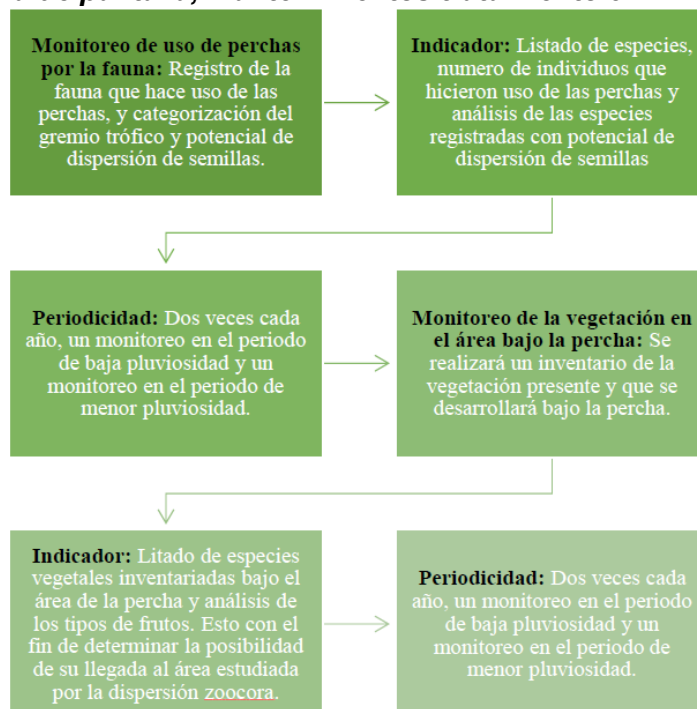 Monitoreo de uso de perchas
por la fauna: Registro de la
fauna que hace uso de las
perchas, y categorización del
gremio trófico y potencial de
dispersión de semillas.
Indicador: Listado de especies,
numero de individuos que
hicieron uso de las perchas y
análisis de las especies
registradas con potencial de
dispersión de semillas
Periodicidad: Dos veces cada
año, un monitoreo en el periodo
de baja pluviosidad y un
monitoreo en el periodo de
menor pluviosidad.
Monitoreo de la vegetación en
el área bajo la percha: Se
realizará un inventario de la
vegetación presente y que se
desarrollará bajo la percha.
Indicador: Litado de especies
vegetales inventariadas bajo el
área de la percha y análisis de
los tipos de frutos. Esto con el
fin de determinar la posibilidad
de su llegada al área estudiada
por la dispersión zoocora.
Periodicidad: Dos veces cada
año, un monitoreo en el periodo
de baja pluviosidad y un
monitoreo en el periodo de
menor pluviosidad.